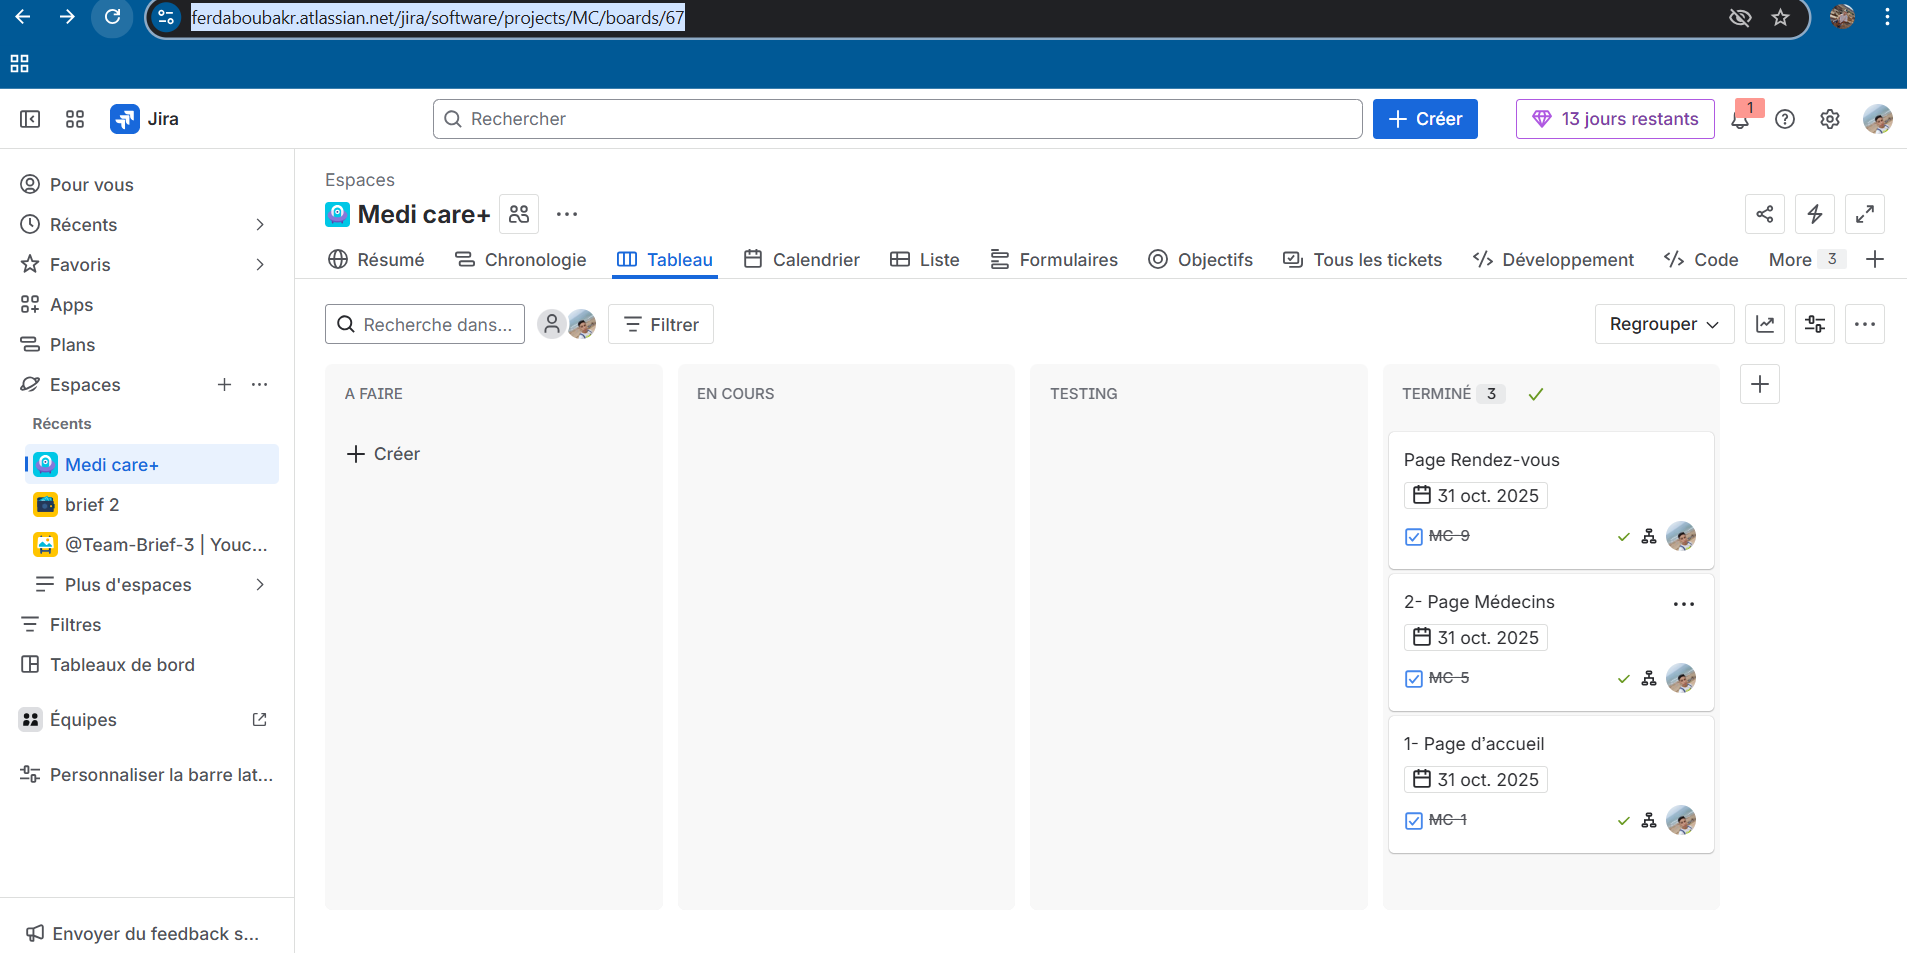 ferdaboubakr.atlassian.net/jira/software/projects/MC/boards/67
Jira
Rechercher
Créer
13 jours restants
1
Pour vous
Récents
Favoris
Apps
Plans
Espaces
Récents
Medi care+
brief 2
@Team-Brief-3 | Youc...
Plus d'espaces
Filtres
Tableaux de bord
Équipes
Personnaliser la barre lat...
Envoyer du feedback s...
Espaces
Medi care+
Résumé Chronologie Tableau Calendrier Liste Formulaires Objectifs Tous les tickets Développement Code More 3
Recherche dans... Filtrer Regrouper
A FAIRE
Créer
EN COURS
TESTING
TERMINÉ 3
Page Rendez-vous
31 oct. 2025
MC-9
2- Page Médecins
31 oct. 2025
MC-5
1- Page d’accueil
31 oct. 2025
MC-1